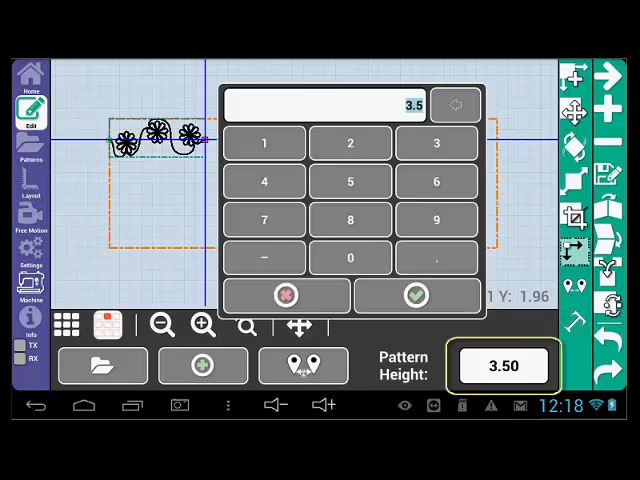 Home
Edit
Patterns
Layout
Free Motion
Settings
Machine
Info
TX
RX
3.5
1 2 3
4 5 6
7 8 9
- 0 .
1 Y: 1.96
Pattern
Height:
3.50
12:18